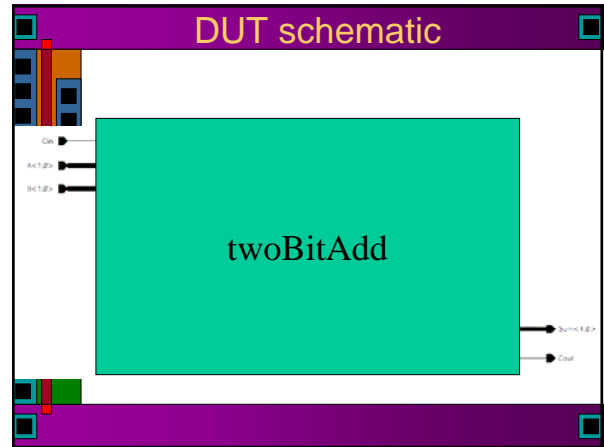 DUT schematic
Cin
A<1:0>
B<1:0>
twoBitAdd
Sum<1:0>
Cout